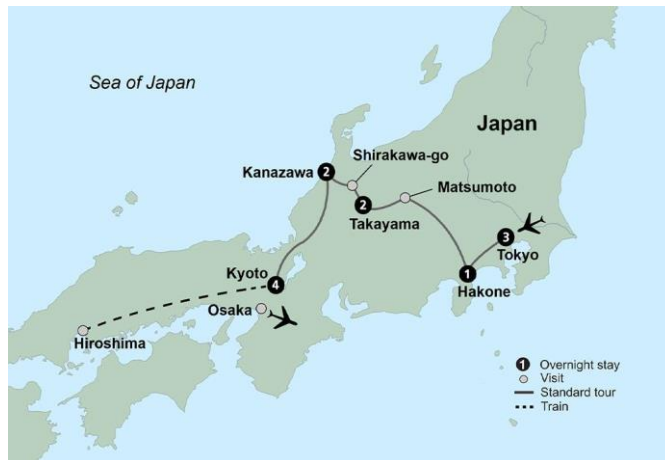 Sea of Japan
Japan
Shirakawa-go
Kanazawa
2
Matsumoto
2
Takayama
3
Tokyo
Kyoto
4
1
Hakone
Osaka
Hiroshima
1 Overnight stay
Visit
Standard tour
Train